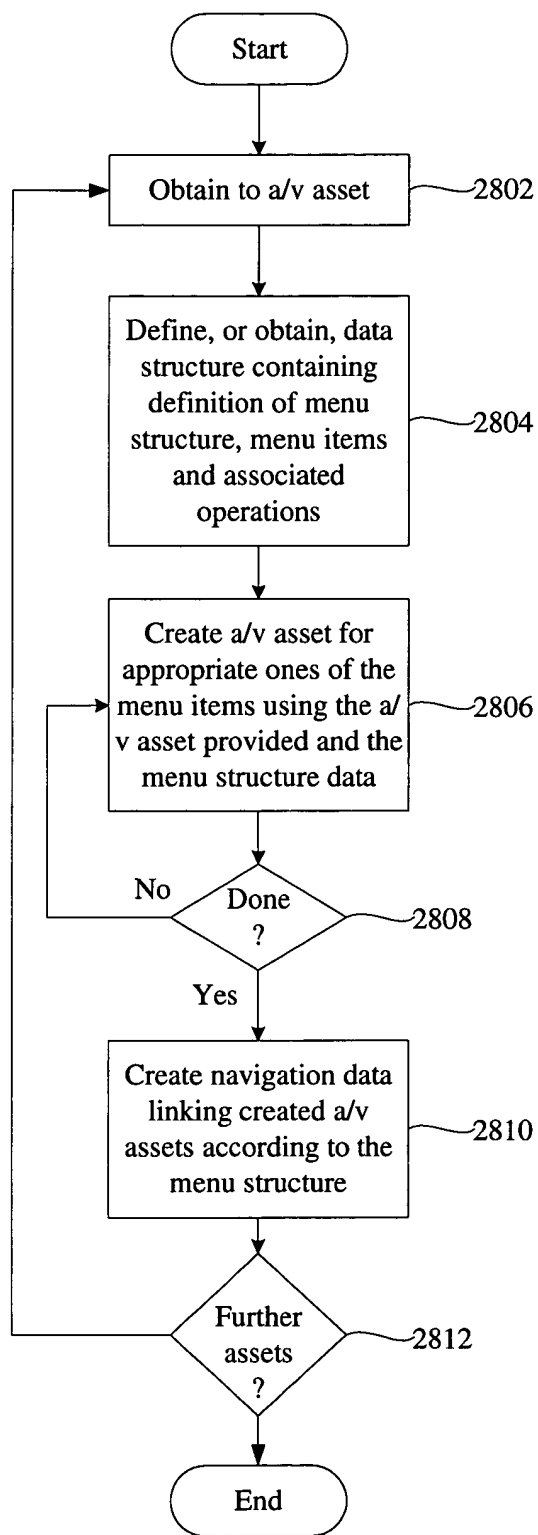 Start
Obtain to a/v asset
2802
Define, or obtain, data
structure containing
definition of menu
structure, menu items
and associated
operations
2804
Create a/v asset for
appropriate ones of the
menu items using the a/
v asset provided and the
menu structure data
2806
No
Done
?
2808
Yes
Create navigation data
linking created a/v
assets according to the
menu structure
2810
Further
assets
?
2812
End